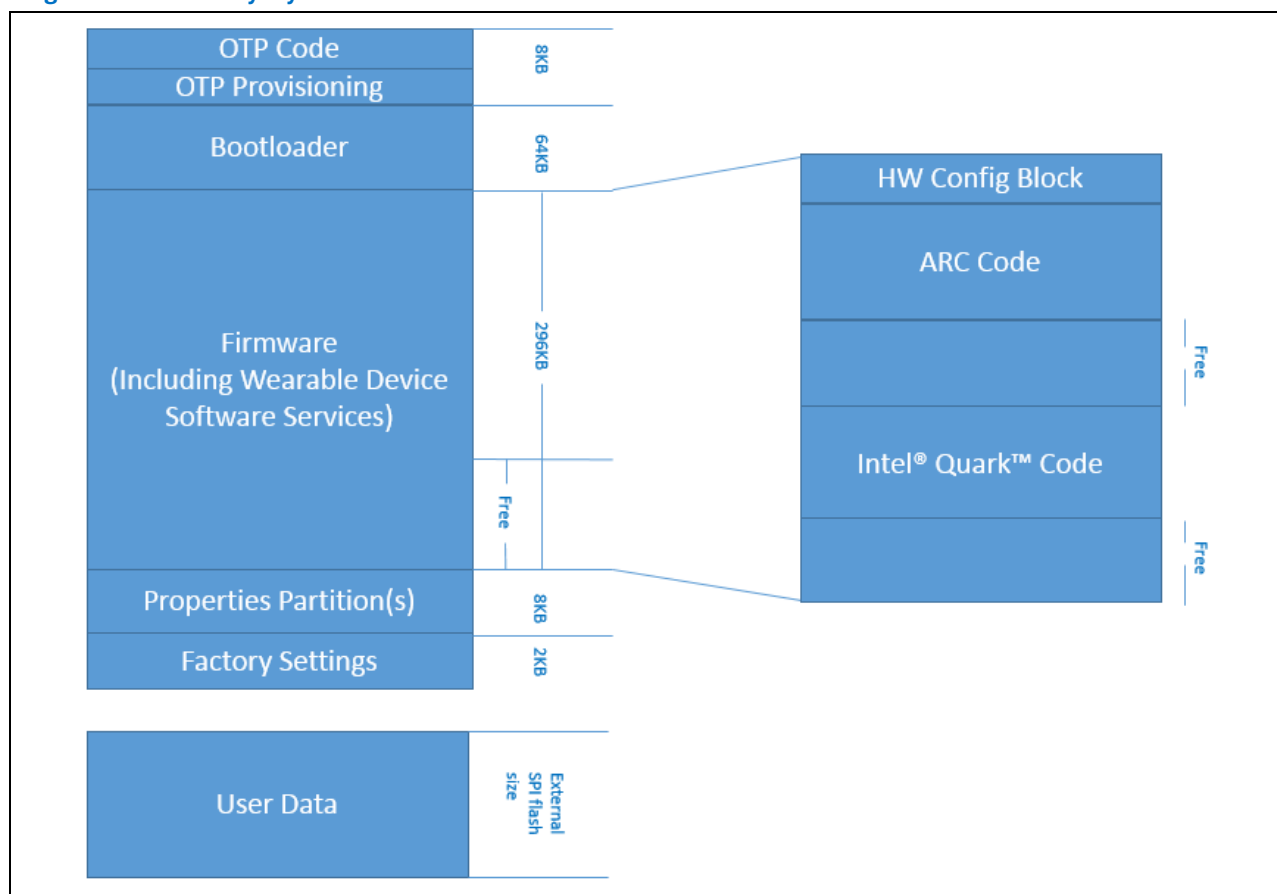 OTP Code
OTP Provisioning
8KB
Bootloader
64KB
Firmware
(Including Wearable Device
Software Services)
296KB
Free
Properties Partition(s)
8KB
Factory Settings
2KB
User Data
External
SPI flash
size
HW Config Block
ARC Code
Free
Intel® Quark™ Code
Free